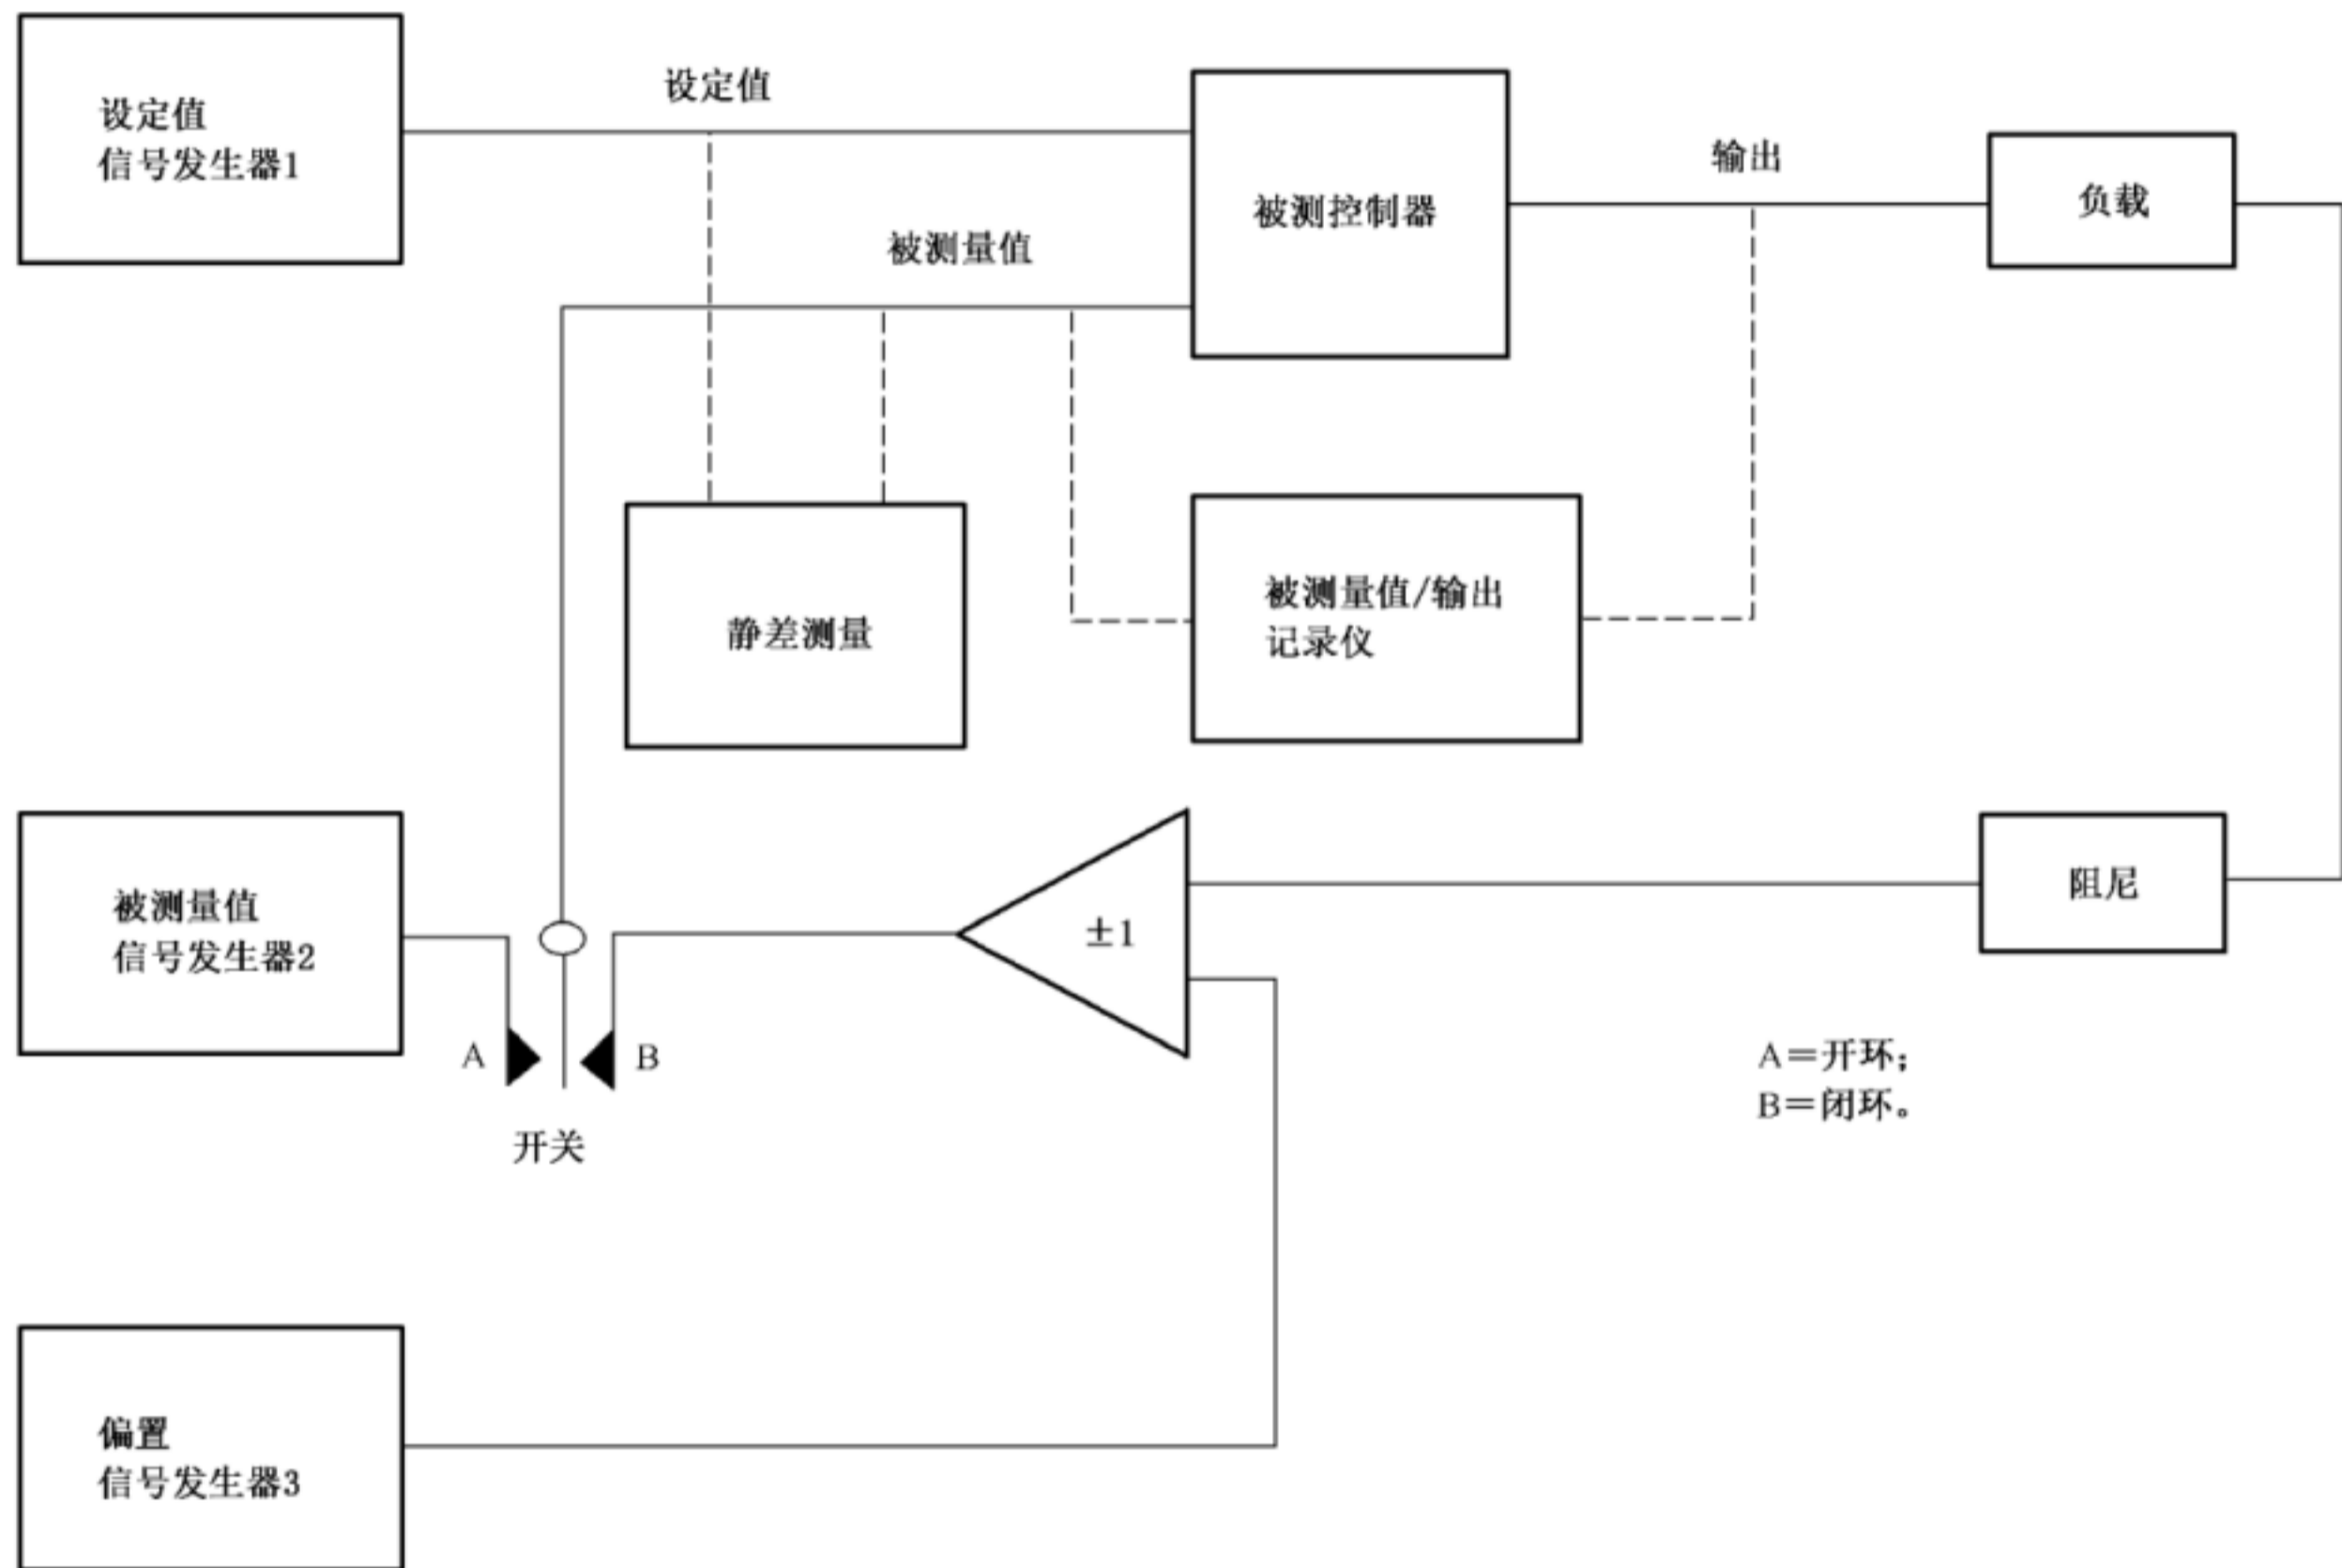 设定值
信号发生器1
设定值
被测量值
被测控制器
输出
负载
静差测量
被测量值/输出
记录仪
被测量值
信号发生器2
A
B
开关
±1
阻尼
A=开环;
B=闭环。
偏置
信号发生器3